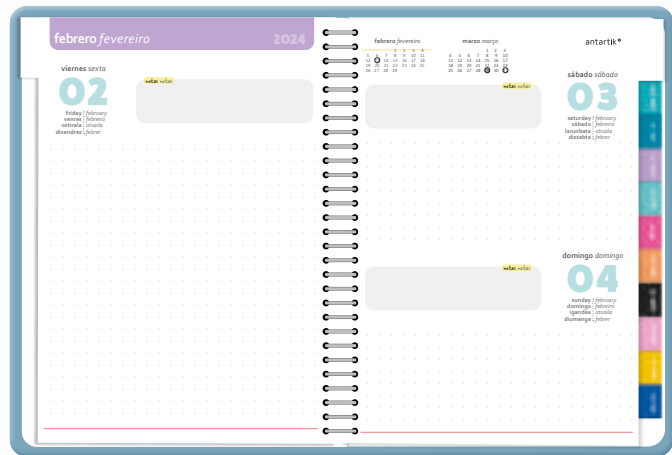 febrero fevereiro
2024
viernes sexta
02
notas notas
friday february
venres febreiro
ostirala otsaila
divendres febrer
febrero fevereiro
marzo março
antartik
notas notas
sábado sábado
03
saturday february
sábado febreiro
larunbata otsaila
dissabte febrer
notas notas
domingo domingo
04
sunday february
domingo febreiro
igandea otsaila
diumenge febrer